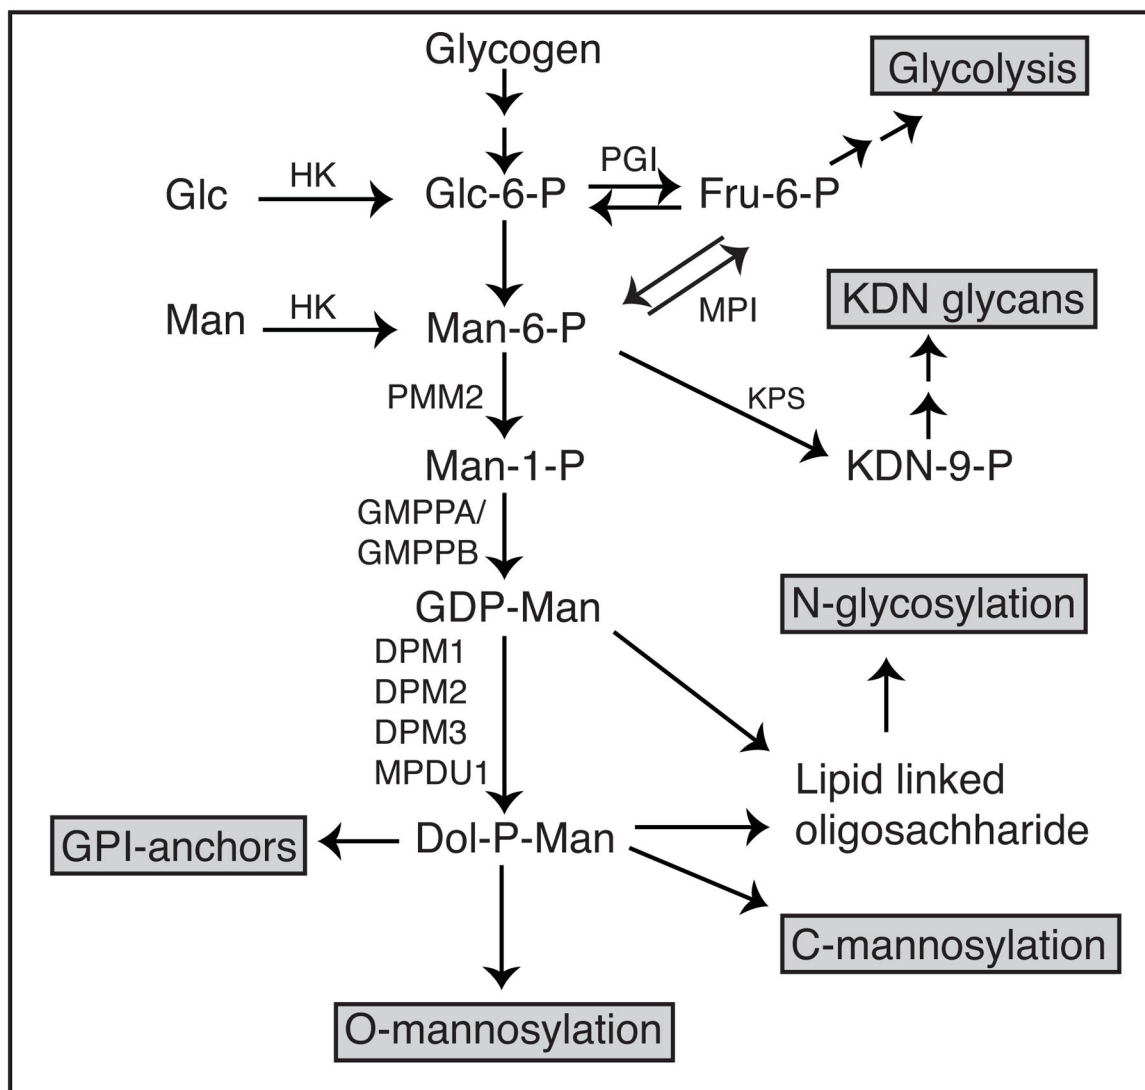 Glycogen
Glycolysis
Glc
HK
Glc-6-P
PGI
Fru-6-P
Man
HK
Man-6-P
MPI
KDN glycans
PMM2
KPS
Man-1-P
KDN-9-P
GMPPA/
GMPPB
GDP-Man
N-glycosylation
DPM1
DPM2
DPM3
MPDU1
Lipid linked
oligosachharide
GPI-anchors
Dol-P-Man
C-mannosylation
O-mannosylation